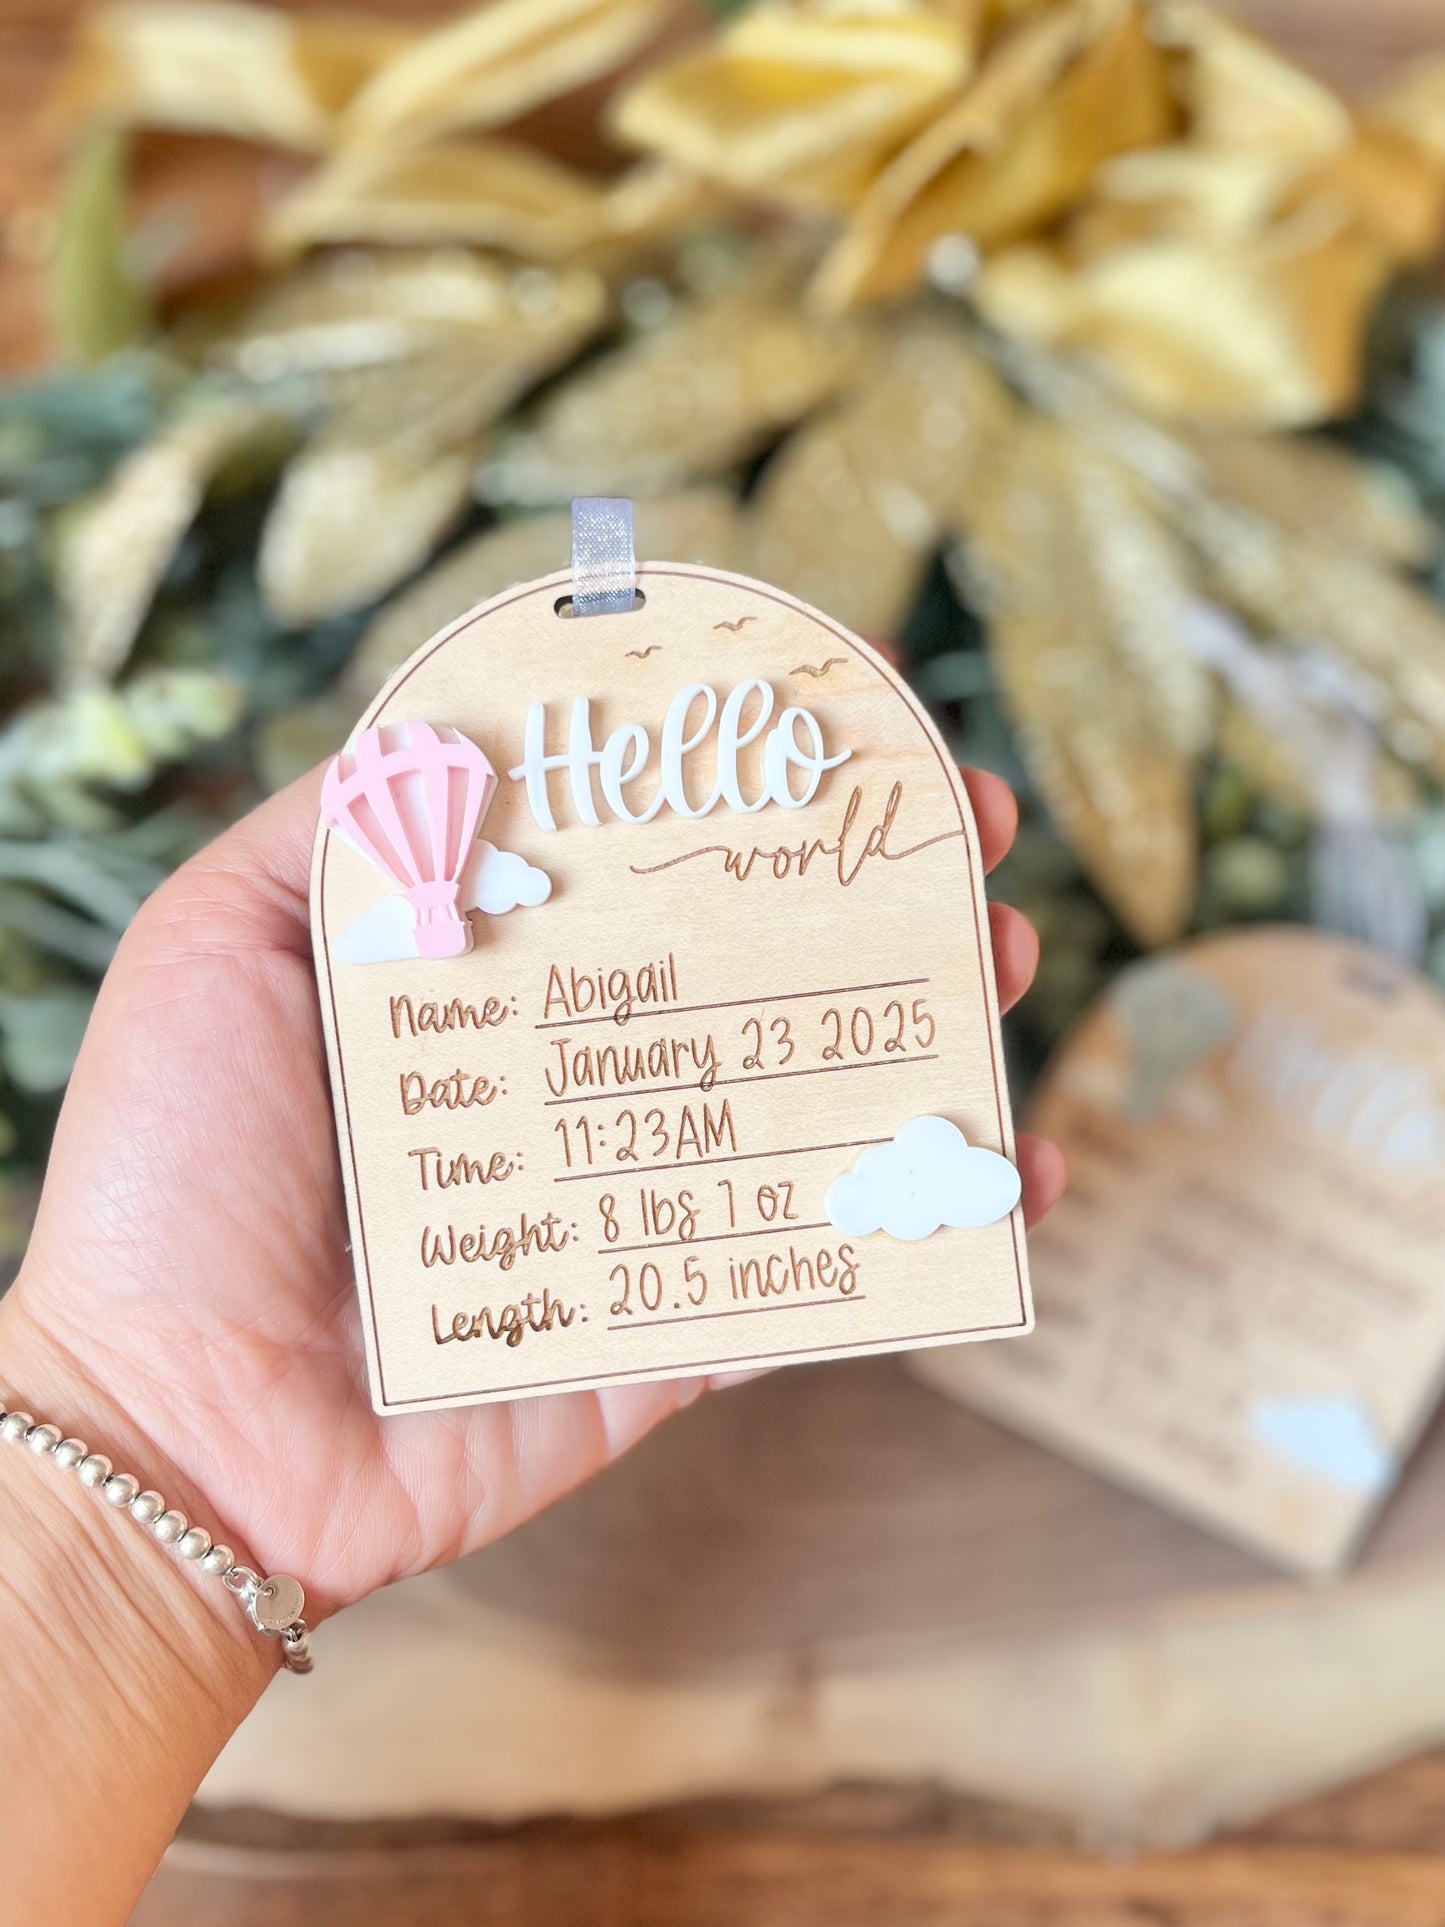 Hello
world
Name: Abigail
Date: January 23 2025
Time: 11:23AM
Weight: 8 lbs 7 oz
Length: 20.5 inches